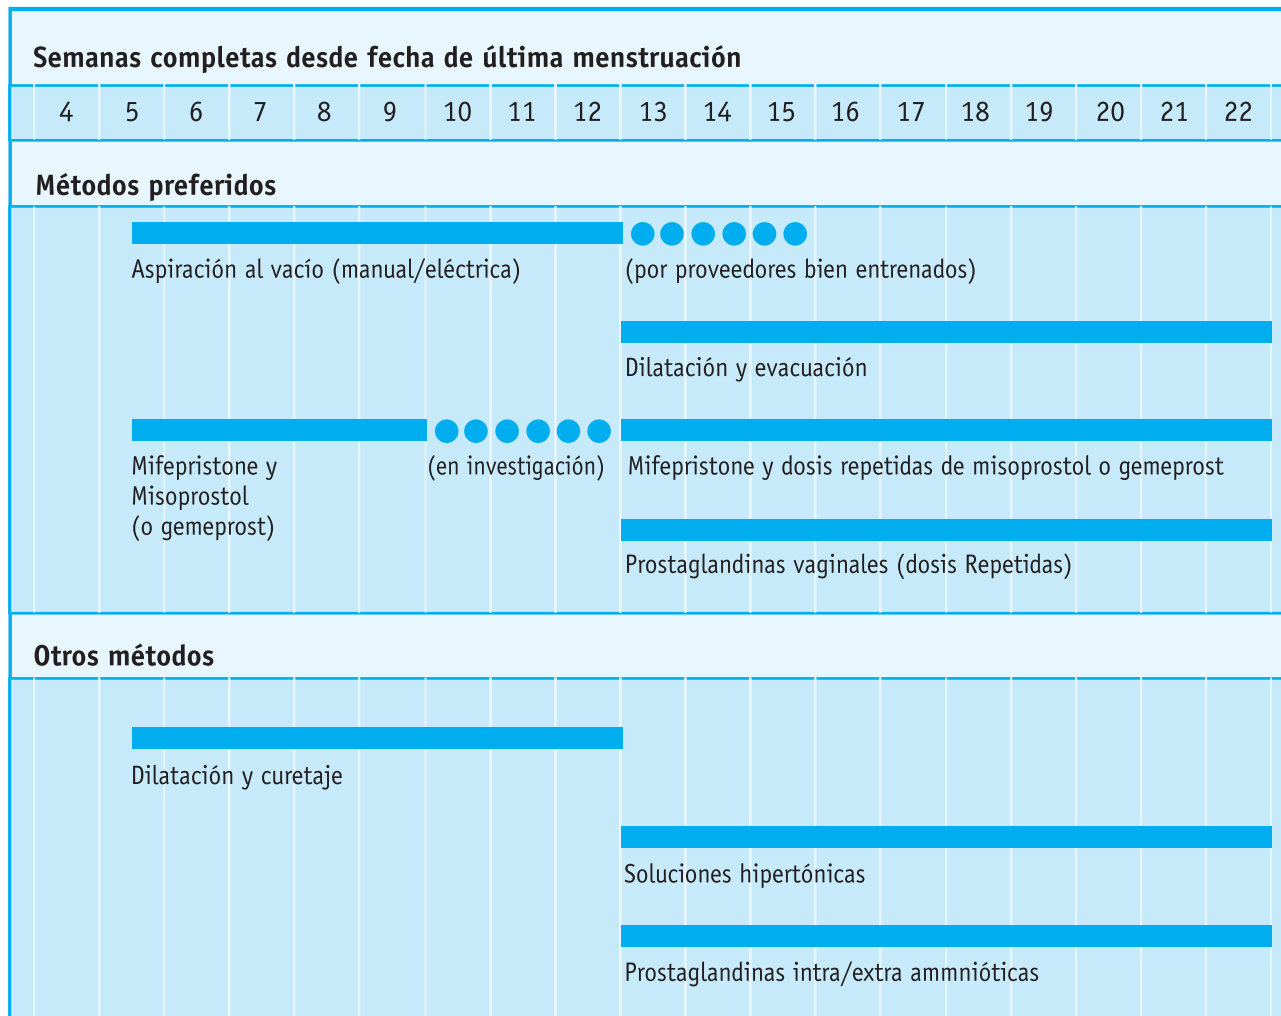 Semanas completas desde fecha de última menstruación
4 5 6 7 8 9 10 11 12 13 14 15 16 17 18 19 20 21 22
Métodos preferidos
Aspiración al vacío (manual/eléctrica) (por proveedores bien entrenados)
Dilatación y evacuación
Mifepristone y (en investigación) Mifepristone y dosis repetidas de misoprostol o gemeprost
Misoprostol
(o gemeprost)
Prostaglandinas vaginales (dosis Repetidas)
Otros métodos
Dilatación y curetaje
Soluciones hipertónicas
Prostaglandinas intra/extra ammnióticas